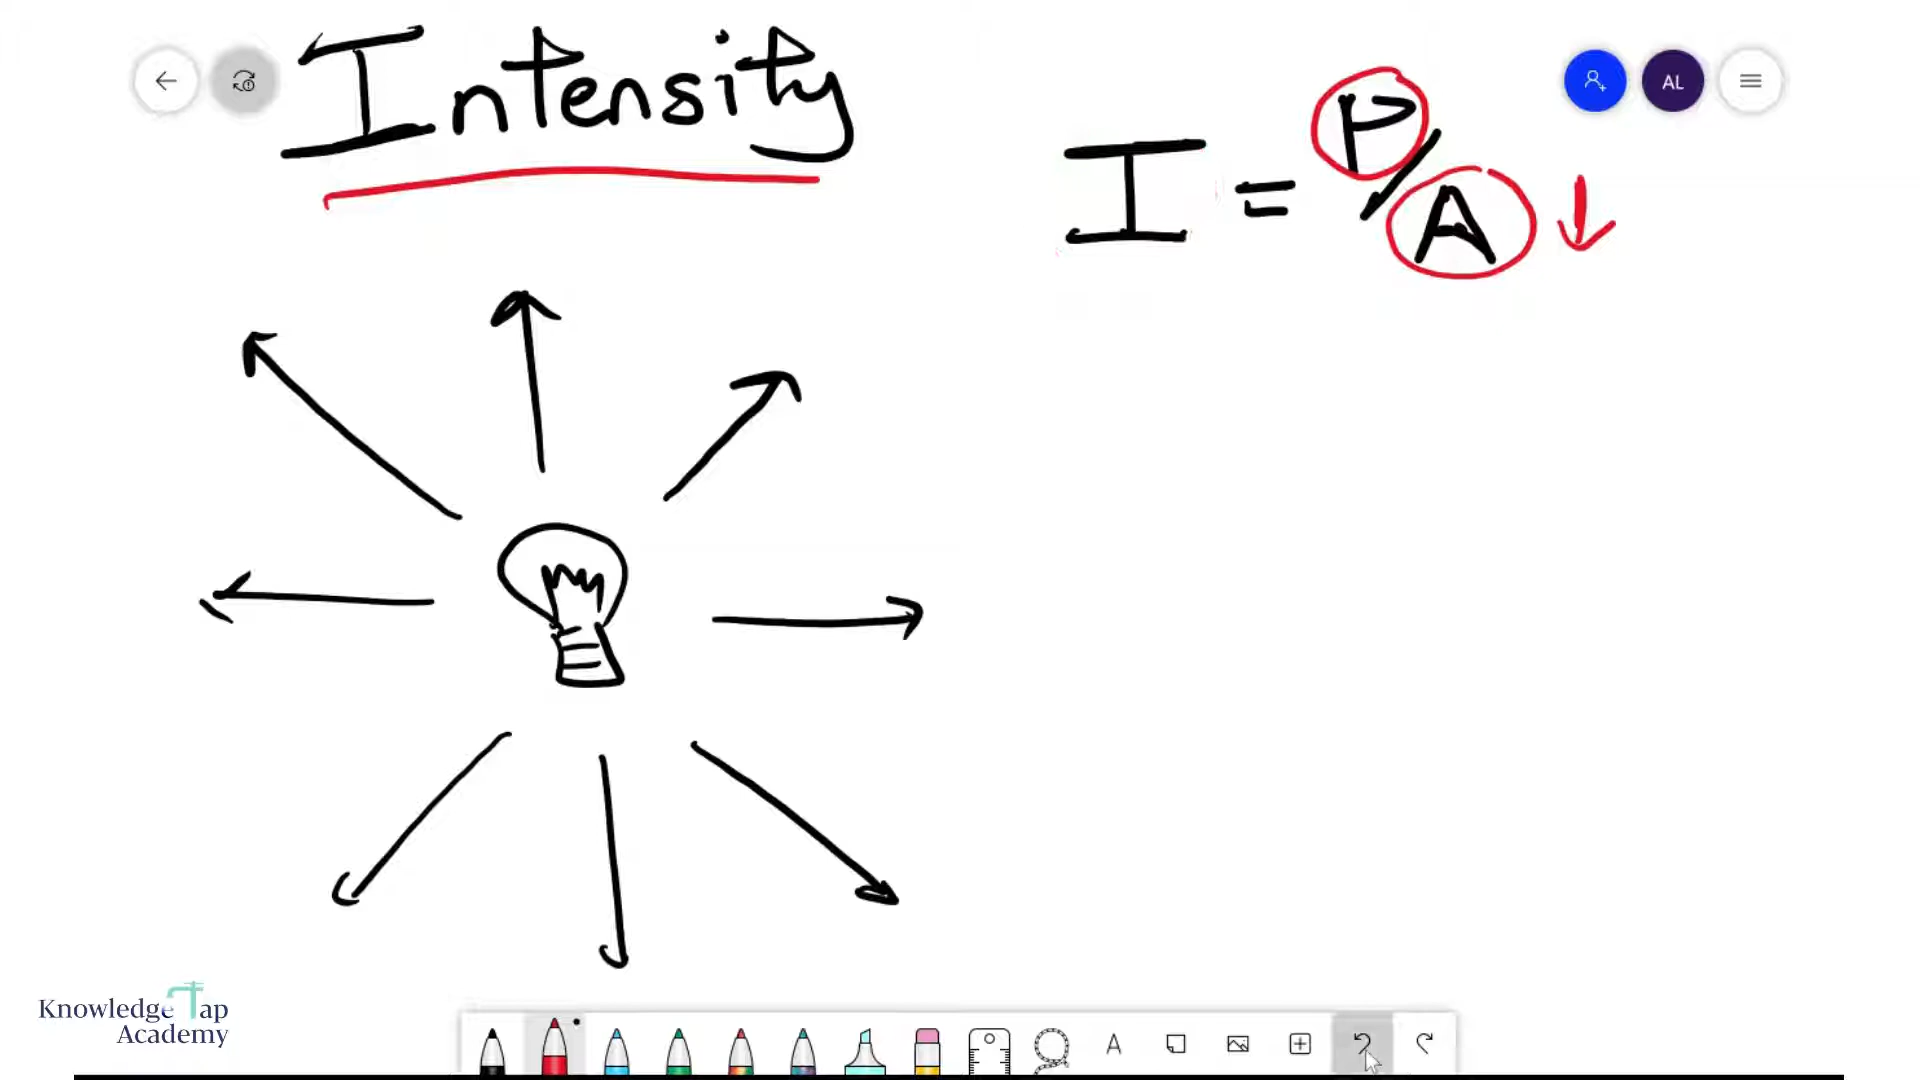 Intensity
I = P/A ↓
AL
Knowledge Tap
Academy
A